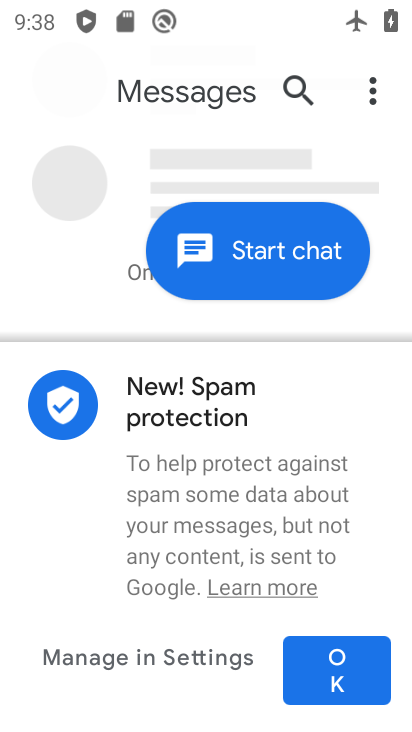 9:38
Messages
Start chat
On
New! Spam
protection
To help protect against
spam some data about
your messages, but not
any content, is sent to
Google. Learn more
Manage in Settings
O
K